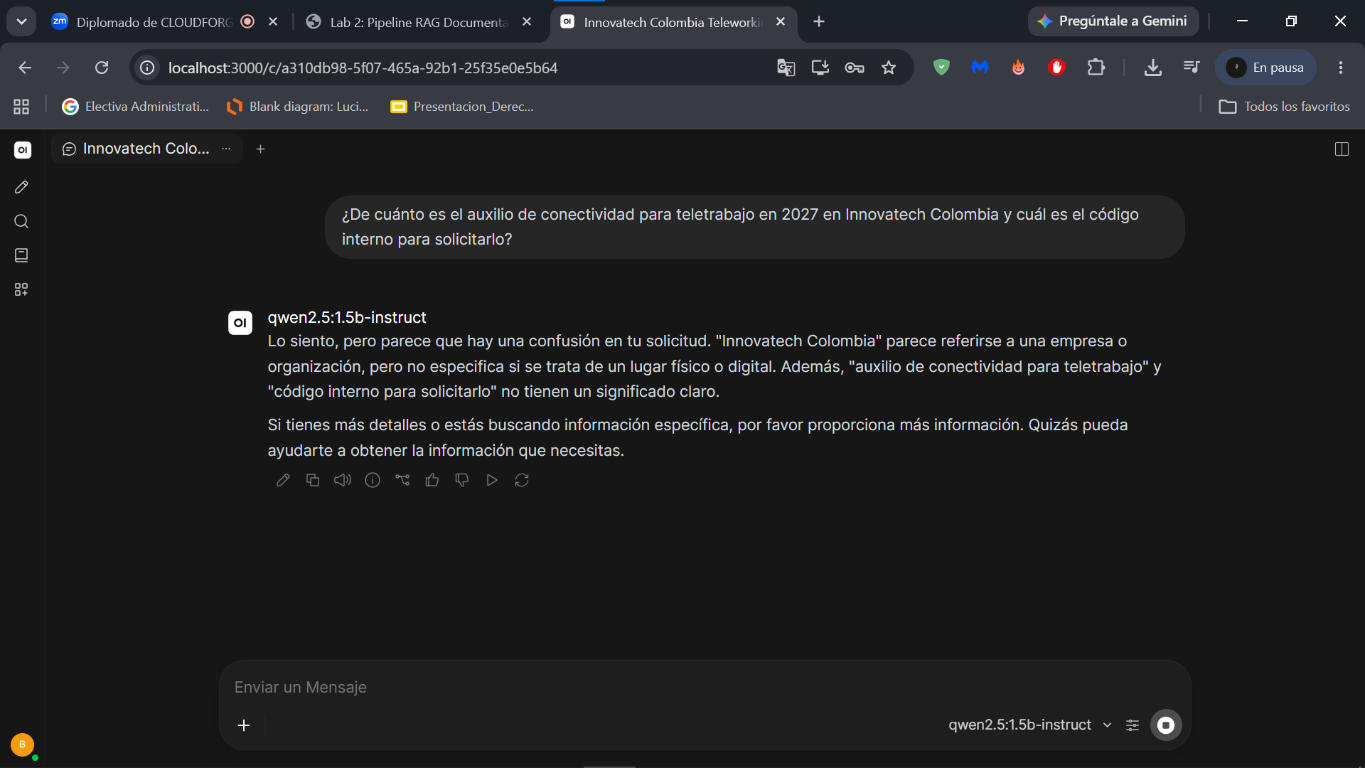 Diplomado de CLOUDFORG
Lab 2: Pipeline RAG Documenta
Innovatech Colombia Teleworki
Pregúntale a Gemini
localhost:3000/c/a310db98-5f07-465a-92b1-25f35e0e5b64
En pausa
Electiva Administrati...
Blank diagram: Luci...
Presentacion_Derec...
Todos los favoritos
OI
Innovatech Colo...
¿De cuánto es el auxilio de conectividad para teletrabajo en 2027 en Innovatech Colombia y cuál es el código
interno para solicitarlo?
OI
qwen2.5:1.5b-instruct
Lo siento, pero parece que hay una confusión en tu solicitud. "Innovatech Colombia" parece referirse a una empresa o
organización, pero no especifica si se trata de un lugar físico o digital. Además, "auxilio de conectividad para teletrabajo" y
"código interno para solicitarlo" no tienen un significado claro.
Si tienes más detalles o estás buscando información específica, por favor proporciona más información. Quizás pueda
ayudarte a obtener la información que necesitas.
Enviar un Mensaje
qwen2.5:1.5b-instruct
B